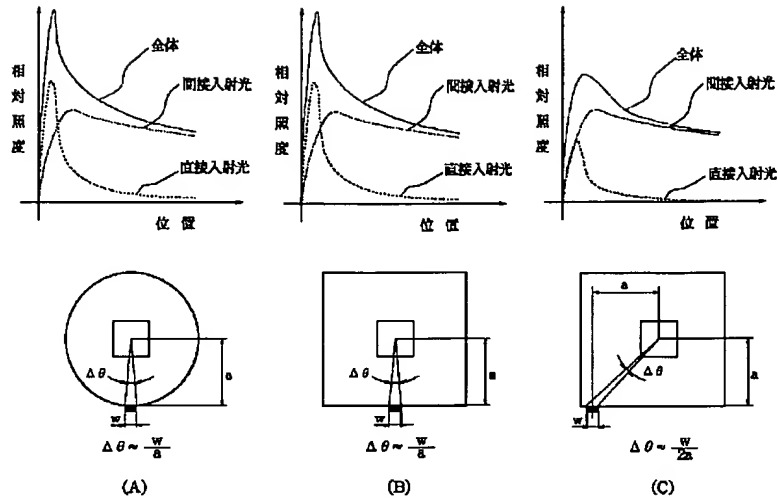 相対照度
全体
間接入射光
直接入射光
位置
相対照度
全体
間接入射光
直接入射光
位置
相対照度
全体
間接入射光
直接入射光
位置
Δθ
a
w
Δθ≈w/a
(A)
Δθ
a
w
Δθ≈w/a
(B)
a
Δθ
a
w
Δθ≈w/2a
(C)